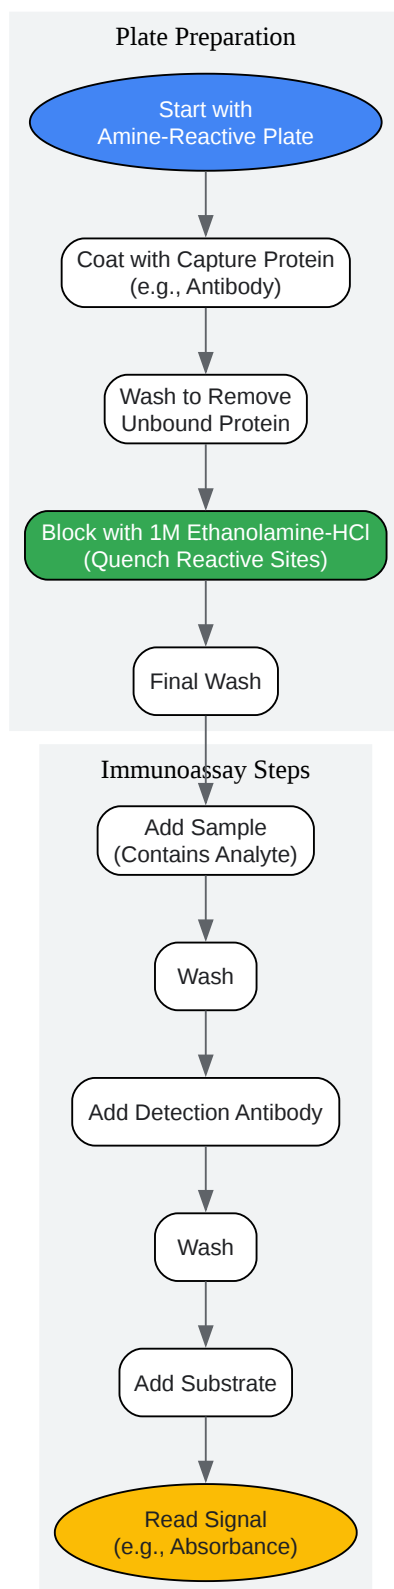 Plate Preparation
Start with
Amine-Reactive Plate
Coat with Capture Protein
(e.g., Antibody)
Wash to Remove
Unbound Protein
Block with 1M Ethanolamine-HCl
(Quench Reactive Sites)
Final Wash
Immunoassay Steps
Add Sample
(Contains Analyte)
Wash
Add Detection Antibody
Wash
Add Substrate
Read Signal
(e.g., Absorbance)